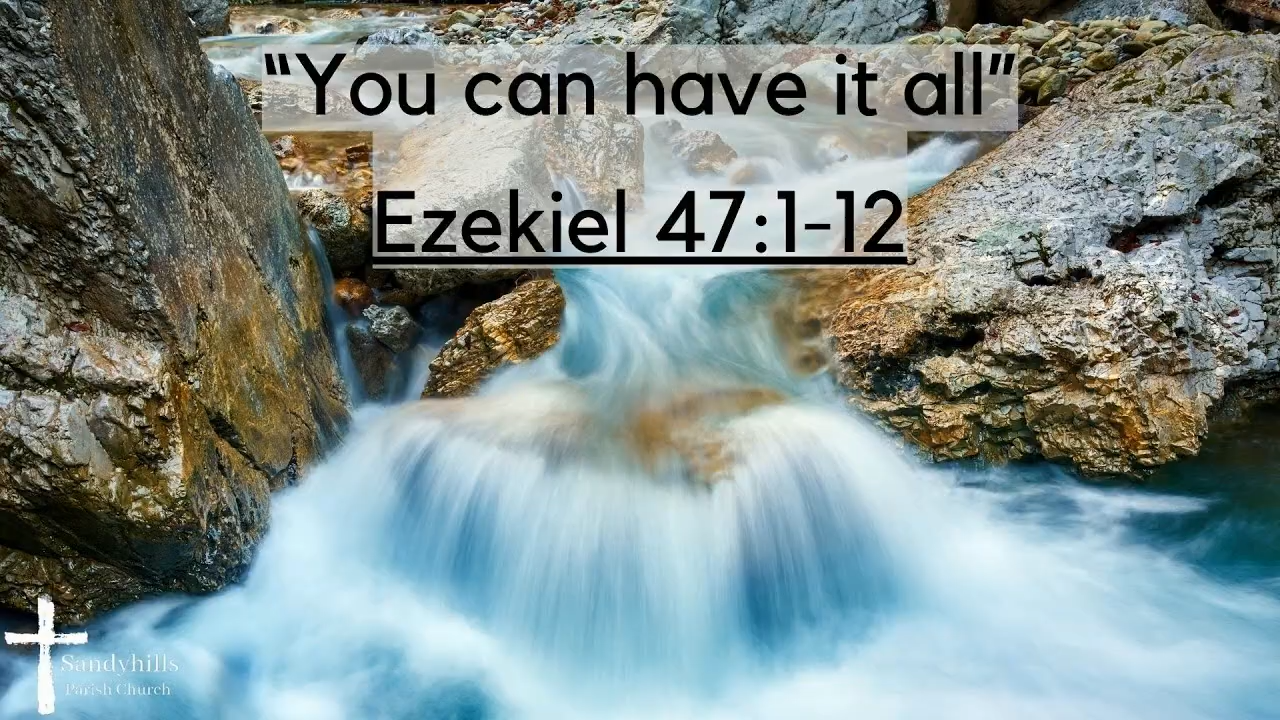 “You can have it all”
Ezekiel 47:1-12
Sandyhills
Parish Church